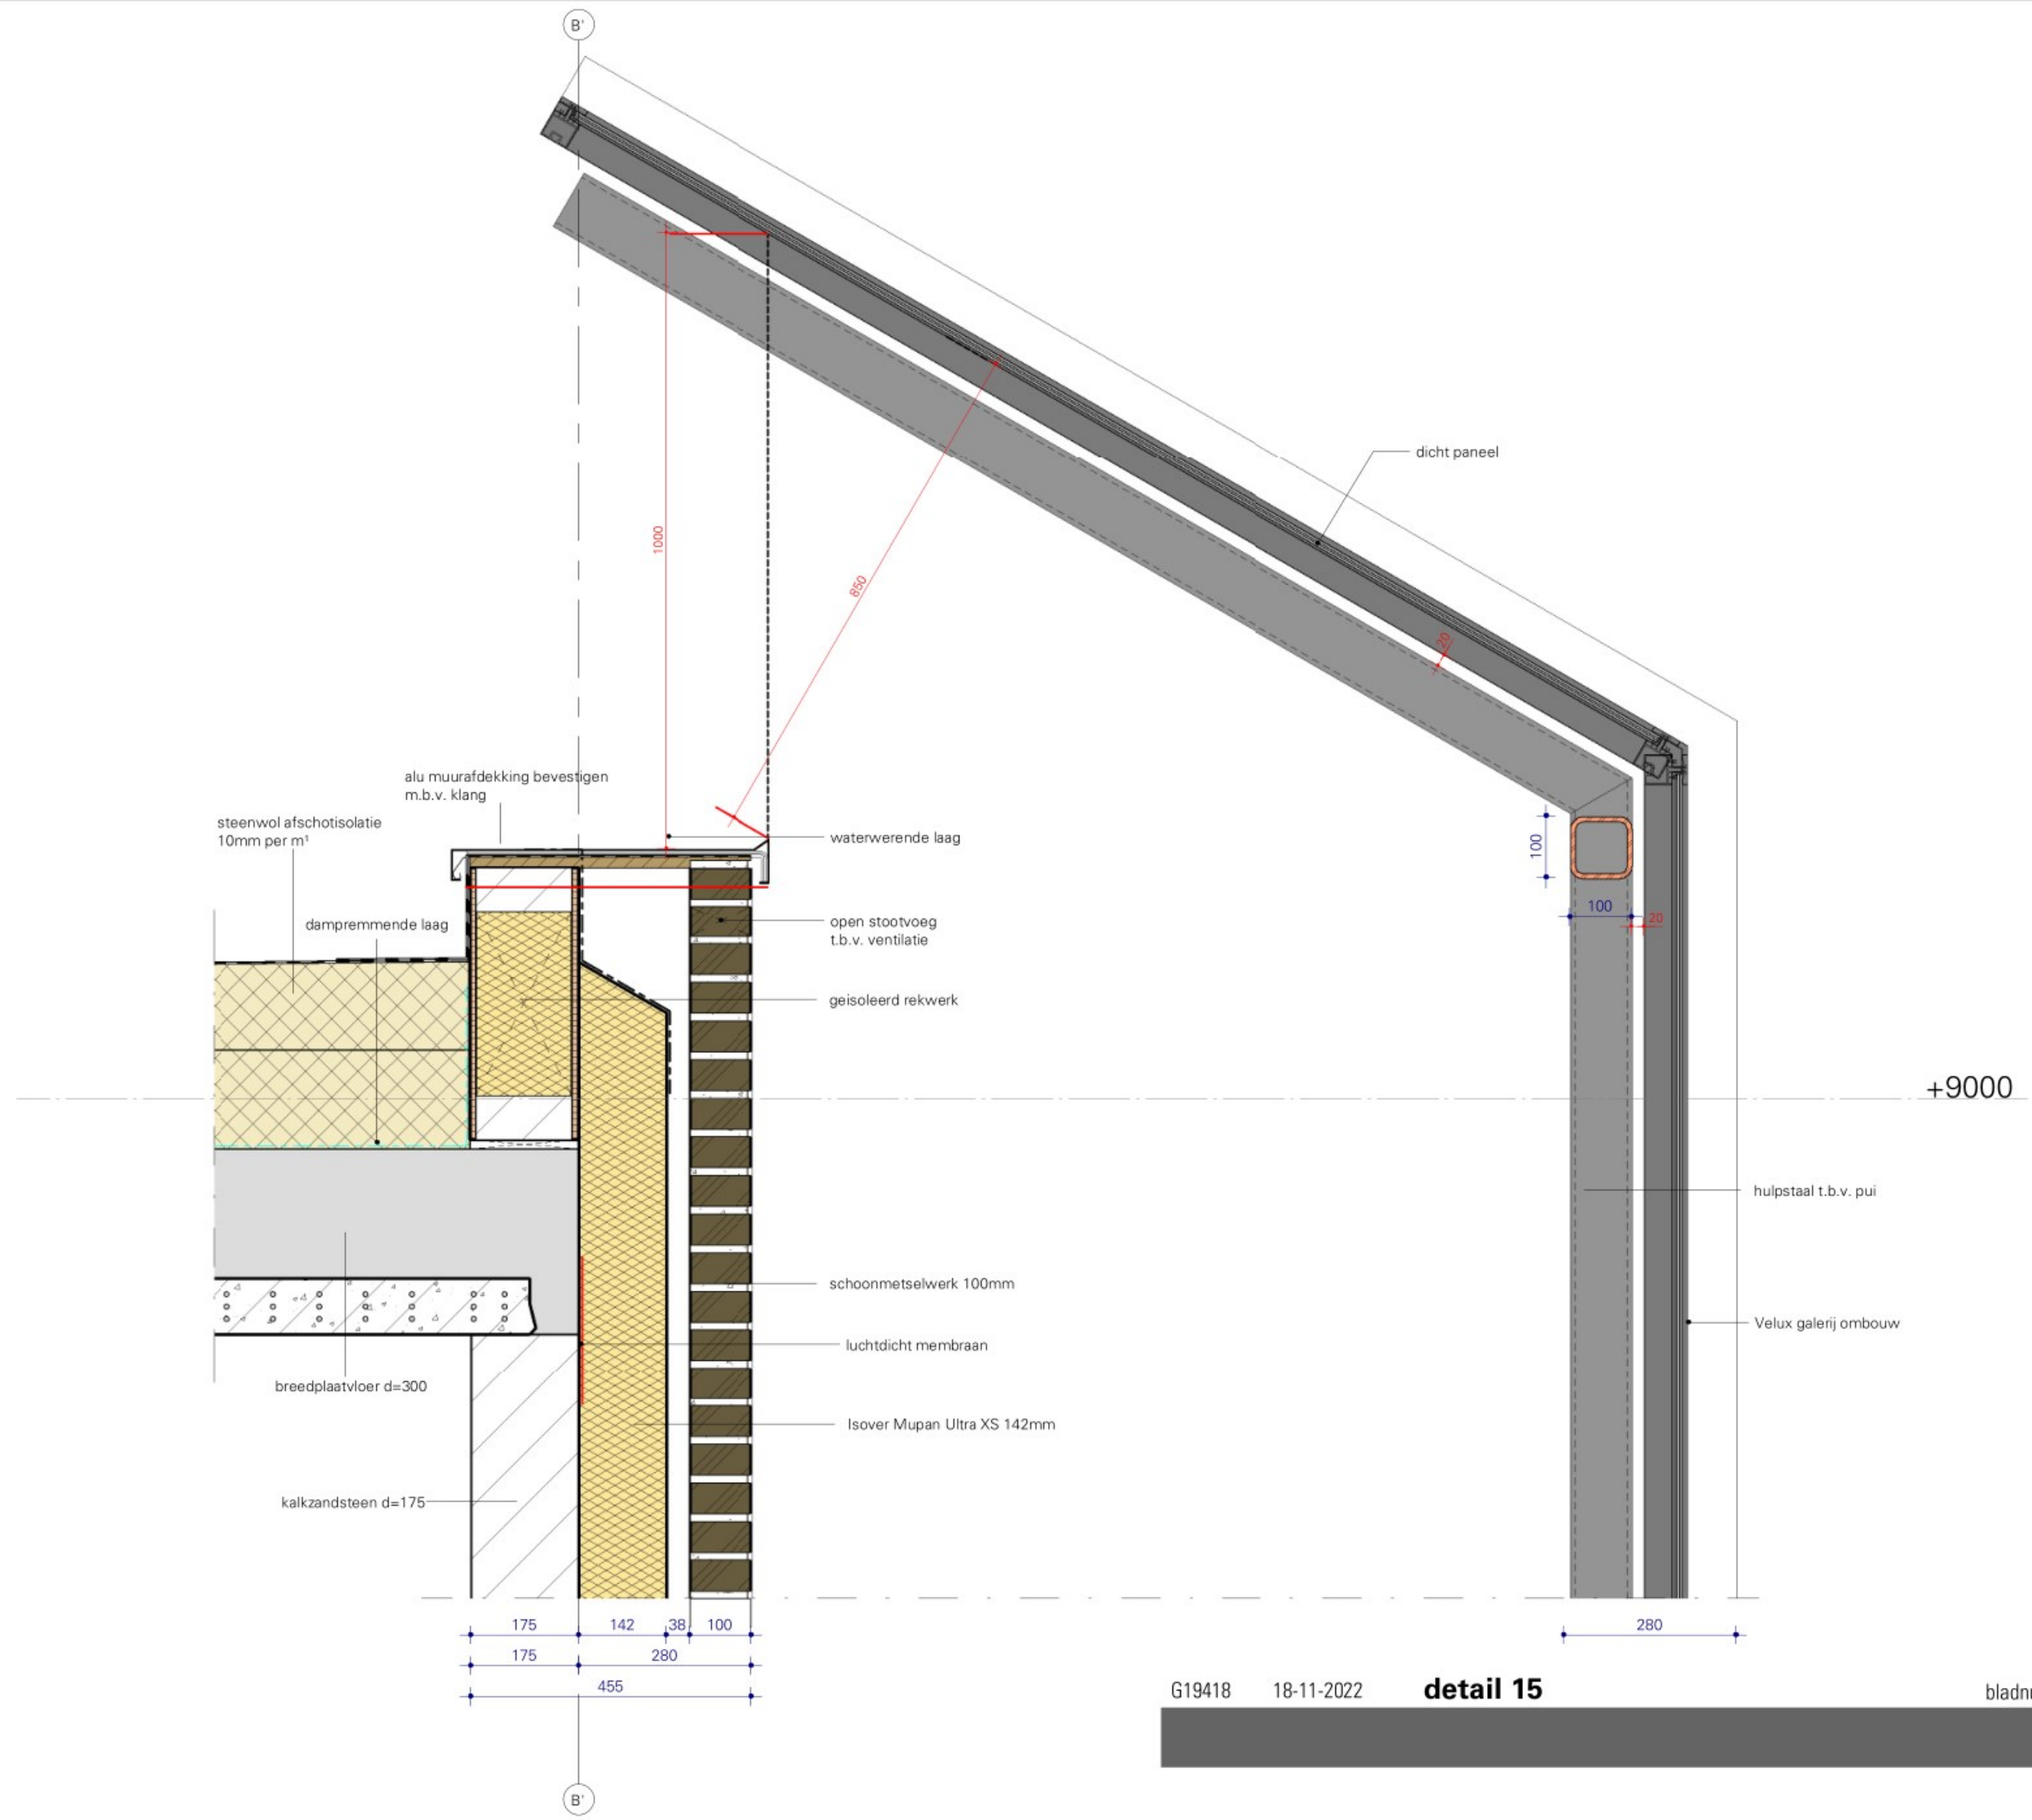 B'
dicht paneel
20
1000
850
alu muurafdekking bevestigen
m.b.v. klang
steenwol afschotisolatie
10mm per m¹
waterwerende laag
100
100
20
dampremmende laag
open stootvoeg
t.b.v. ventilatie
geisoleerd rekwerk
+9000
hulpstaal t.b.v. pui
schoonmetselwerk 100mm
Velux galerij ombouw
luchtdicht membraan
breedplaatvloer d=300
Isover Mupan Ultra XS 142mm
kalkzandsteen d=175
175 142 38 100
280
175 280
455
G19418 18-11-2022 detail 15
B'